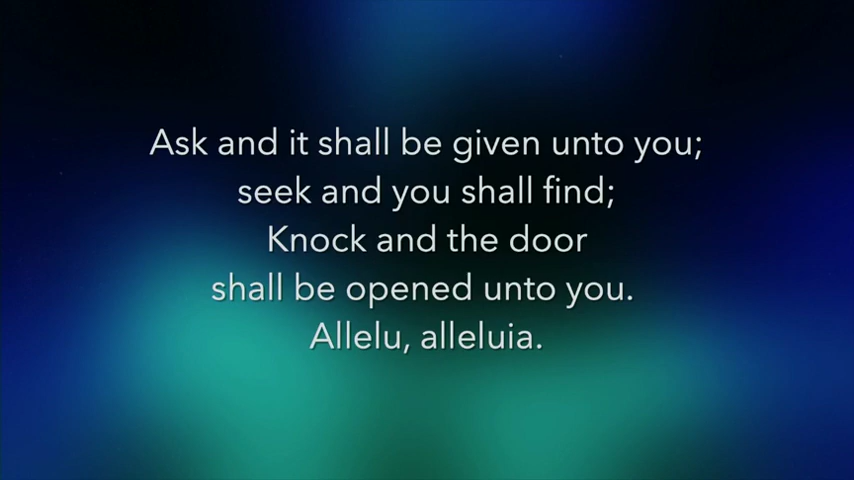 Ask and it shall be given unto you;
seek and you shall find;
Knock and the door
shall be opened unto you.
Allelu, alleluia.